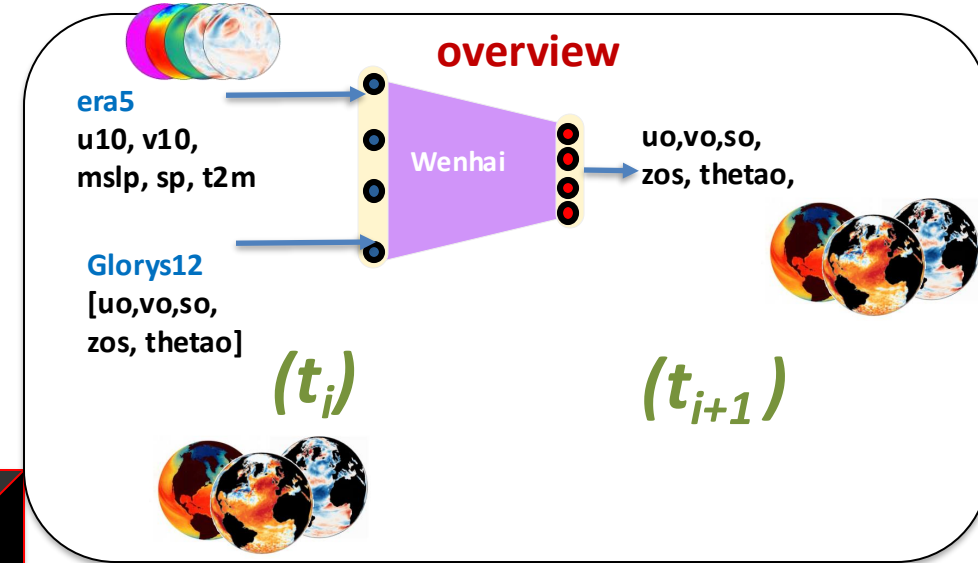 overview
era5
u10, v10,
mslp, sp, t2m
Wenhai
uo,vo,so,
zos, thetao,
Glorys12
[uo,vo,so,
zos, thetao]
(tᵢ)
(tᵢ₊₁ )